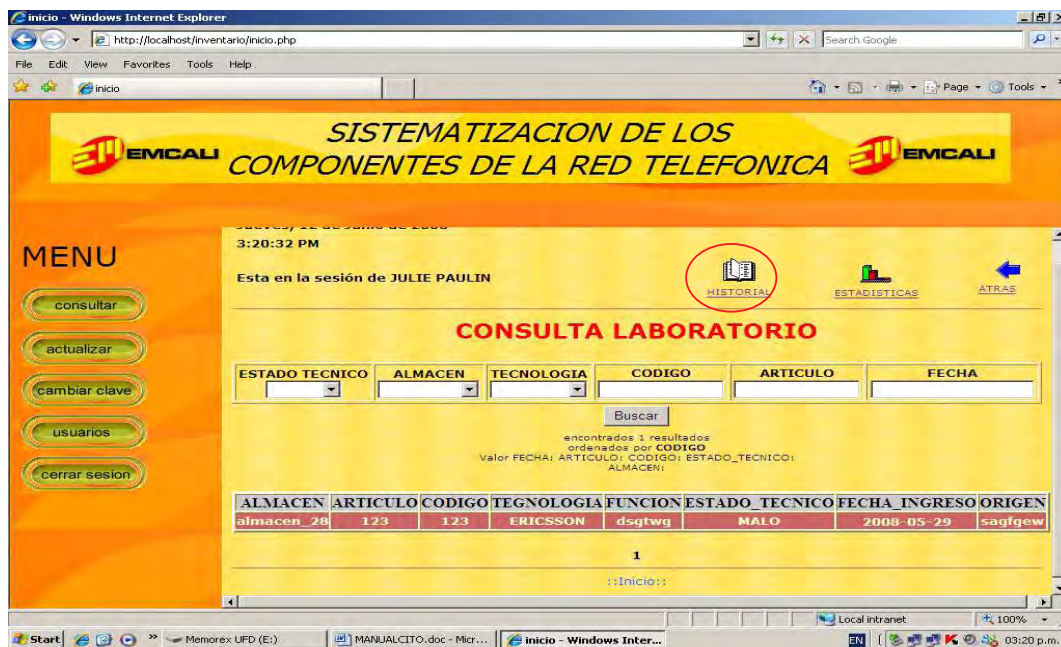 inicio - Windows Internet Explorer
http://localhost/inventario/inicio.php
Search Google
File Edit View Favorites Tools Help
inicio
Page Tools
EMCALI
SISTEMATIZACION DE LOS
COMPONENTES DE LA RED TELEFONICA
EMCALI
MENU
consultar
actualizar
cambiar clave
usuarios
cerrar sesion
3:20:32 PM
Esta en la sesión de JULIE PAULIN
HISTORIAL
ESTADISTICAS
ATRAS
CONSULTA LABORATORIO
ESTADO TECNICO ALMACEN TECNOLOGIA CODIGO ARTICULO FECHA
Buscar
encontrados 1 resultados
ordenados por CODIGO
Valor FECHA: ARTICULO: CODIGO: ESTADO_TECNICO:
ALMACEN:
ALMACEN ARTICULO CODIGO TEGNOLOGIA FUNCION ESTADO_TECNICO FECHA_INGRESO ORIGEN
almacen_28 123 123 ERICSSON dsgtwg MALO 2008-05-29 sagfgew
1
::Inicio::
Local intranet 100%
Start Memorex UFD (E:) MANUALCITO.doc - Micr... inicio - Windows Inter... EN 03:20 p.m.